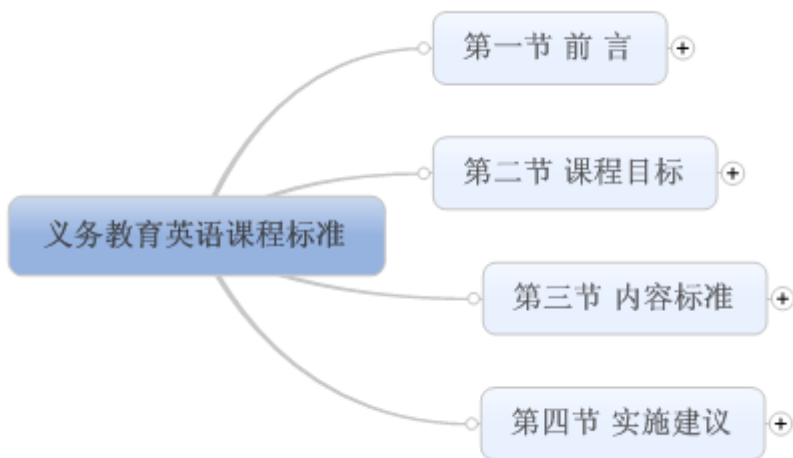 第一节 前 言
第二节 课程目标
义务教育英语课程标准
第三节 内容标准
第四节 实施建议